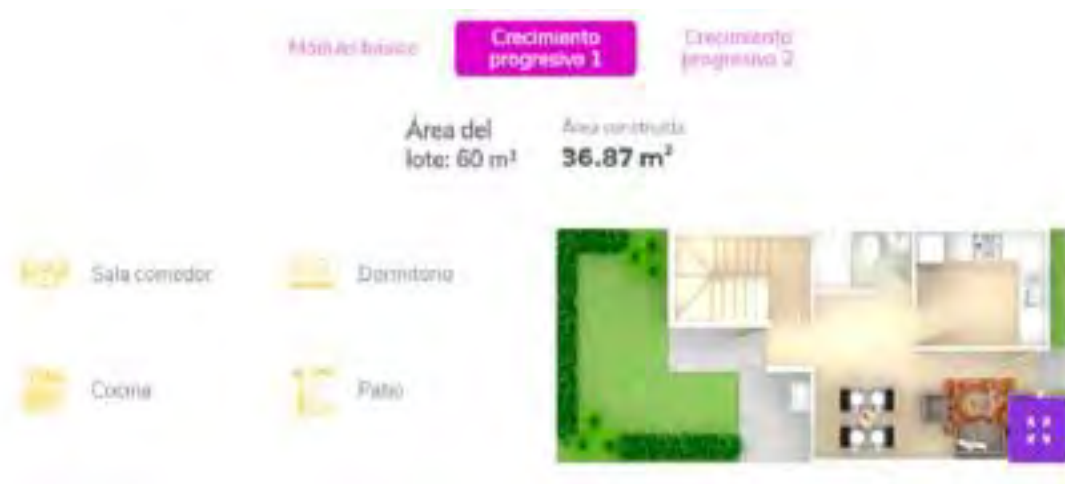 Módulo básico
Crecimiento
progresivo 1
Crecimiento
progresivo 2
Área del
lote: 60 m²
Área construida
36.87 m²
Sala comedor
Dormitorio
Cocina
Patio